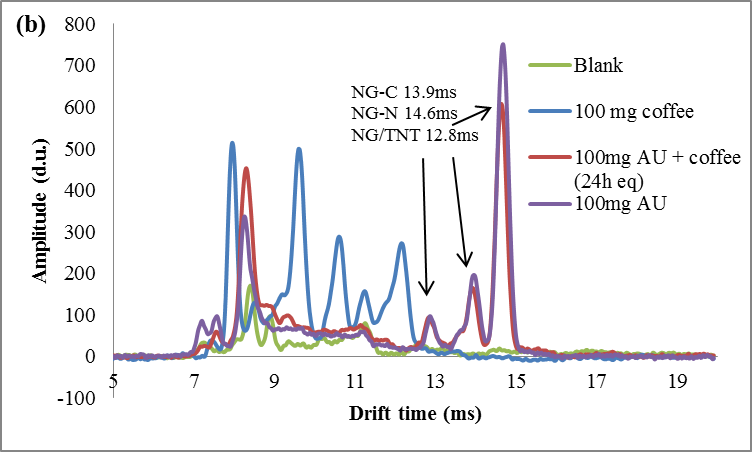 (b)
800
700
600
500
400
300
200
100
0
-100
Amplitude (d.u.)
NG-C 13.9ms
NG-N 14.6ms
NG/TNT 12.8ms
Blank
100 mg coffee
100mg AU + coffee
(24h eq)
100mg AU
5 7 9 11 13 15 17 19
Drift time (ms)